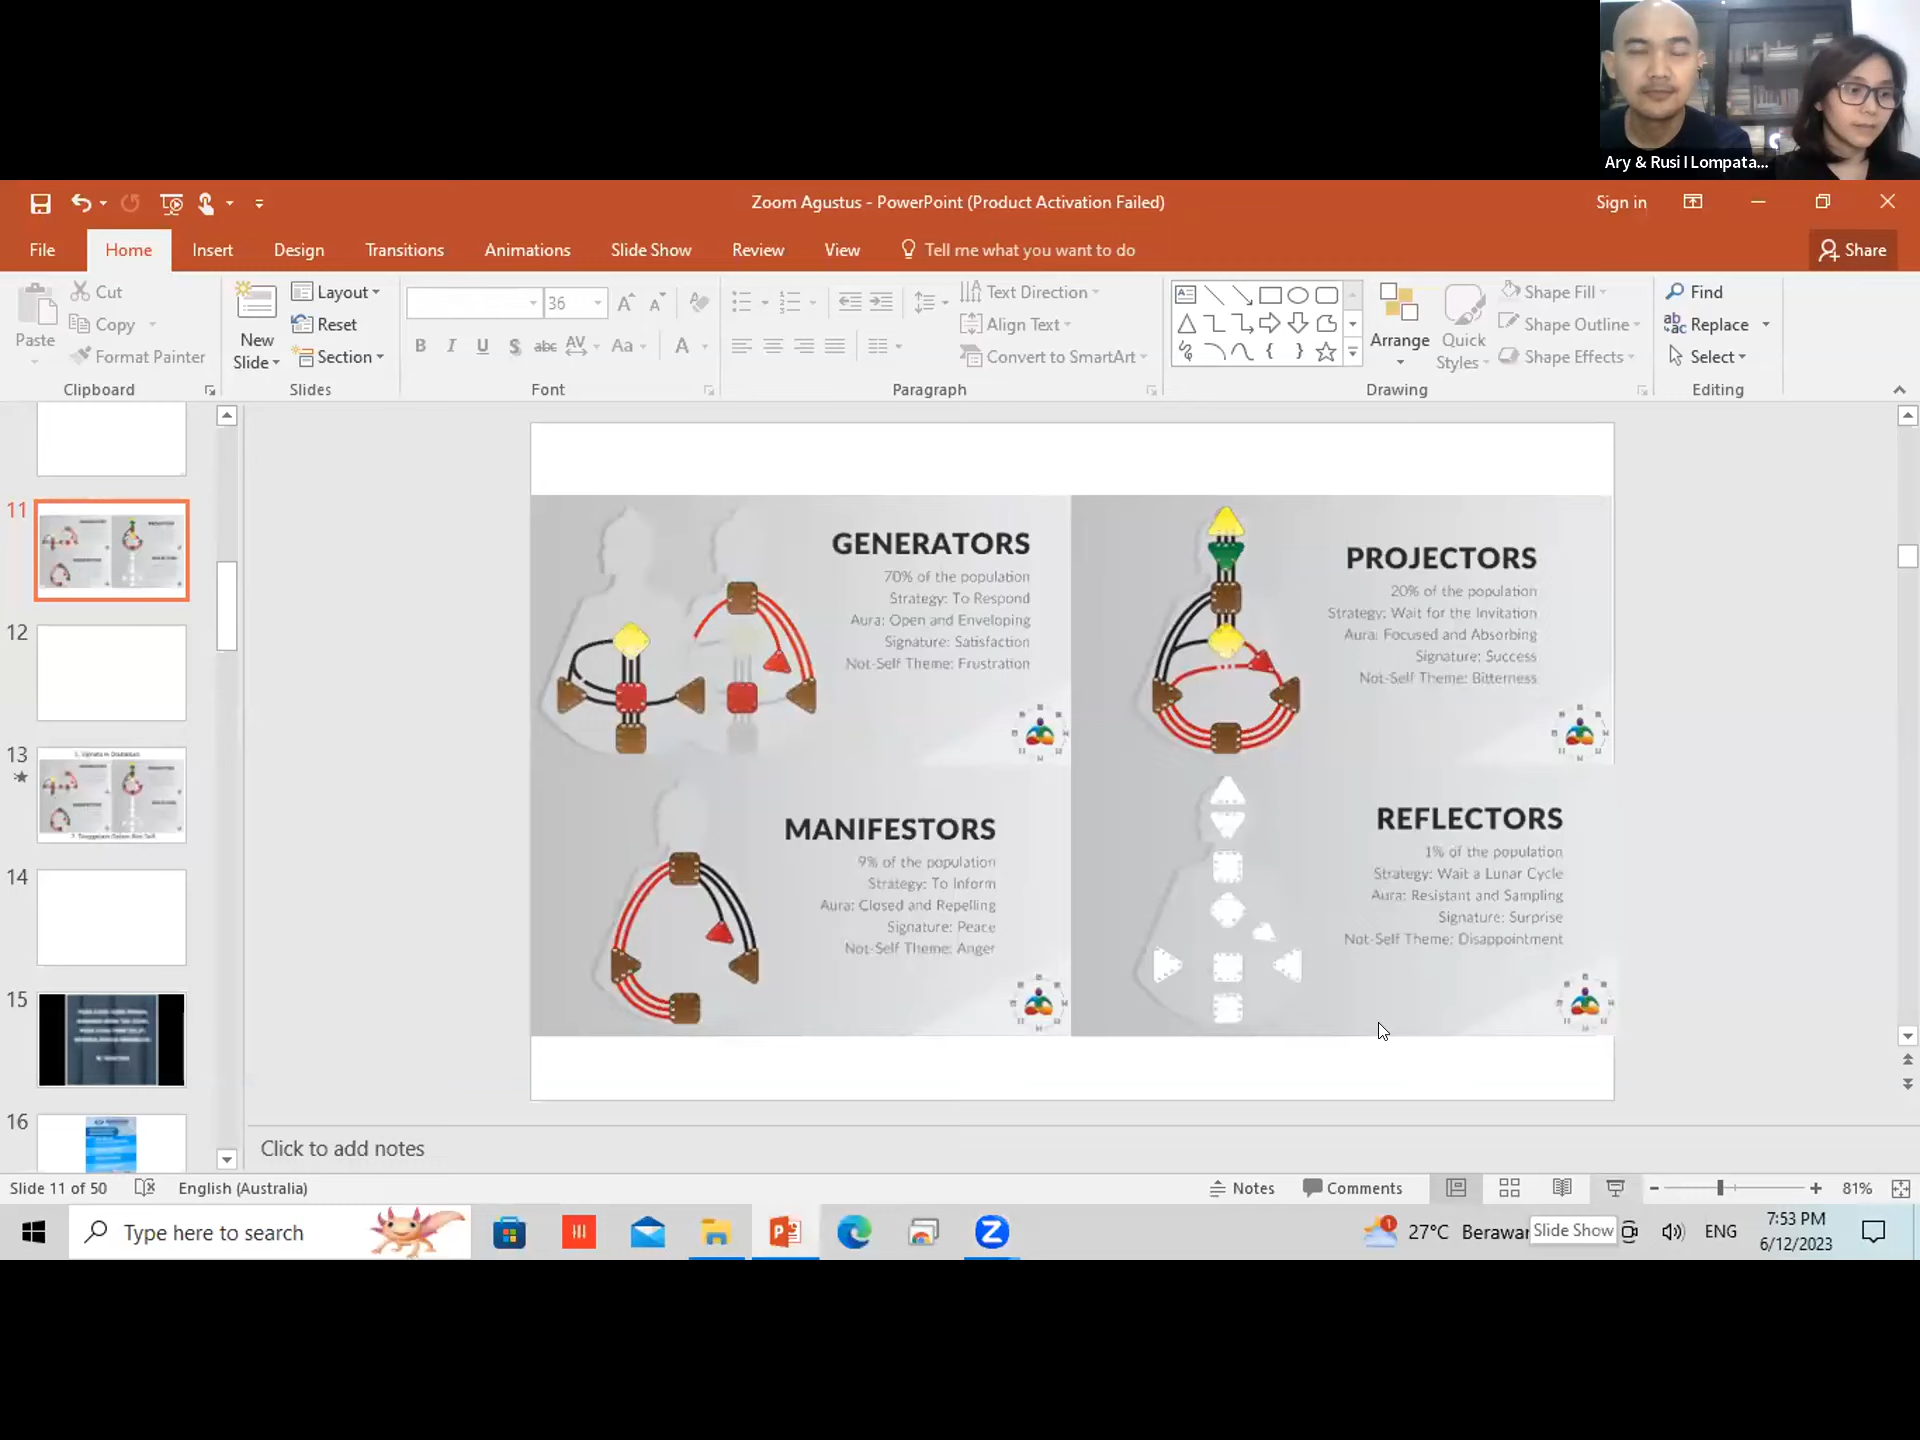 Ary & Rusi I Lompata...
Zoom Agustus - PowerPoint (Product Activation Failed)
Sign in
File
Home
Insert
Design
Transitions
Animations
Slide Show
Review
View
Tell me what you want to do
Share
Paste
Cut
Copy
Format Painter
Clipboard
New
Slide
Layout
Reset
Section
Slides
36
B
I
U
S
abc
AV
Aa
A
Font
Text Direction
Align Text
Convert to SmartArt
Paragraph
Arrange
Quick
Styles
Shape Fill
Shape Outline
Shape Effects
Drawing
Find
Replace
Select
Editing
11
12
13
14
15
16
GENERATORS
70% of the population
Strategy: To Respond
Aura: Open and Enveloping
Signature: Satisfaction
Not-Self Theme: Frustration
PROJECTORS
20% of the population
Strategy: Wait for the Invitation
Aura: Focused and Absorbing
Signature: Success
Not-Self Theme: Bitterness
MANIFESTORS
9% of the population
Strategy: To Inform
Aura: Closed and Repelling
Signature: Peace
Not-Self Theme: Anger
REFLECTORS
1% of the population
Strategy: Wait a Lunar Cycle
Aura: Resistant and Sampling
Signature: Surprise
Not-Self Theme: Disappointment
Click to add notes
Slide 11 of 50
English (Australia)
Notes
Comments
81%
Type here to search
27°C Berawan
Slide Show
ENG
7:53 PM
6/12/2023